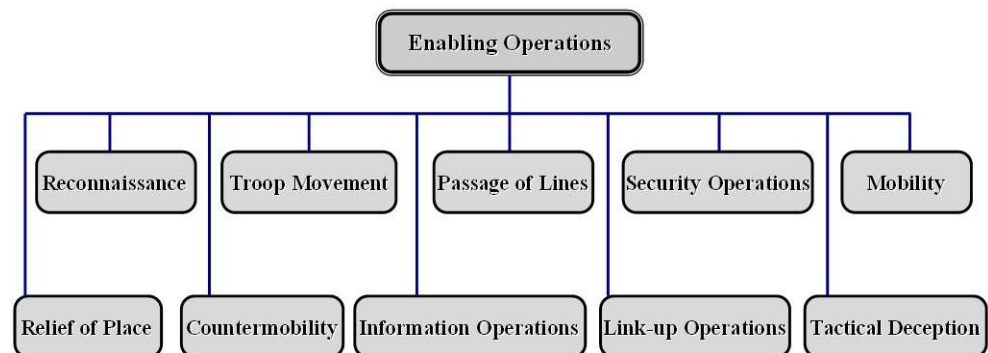 Enabling Operations
Reconnaissance
Troop Movement
Passage of Lines
Security Operations
Mobility
Relief of Place
Countermobility
Information Operations
Link-up Operations
Tactical Deception